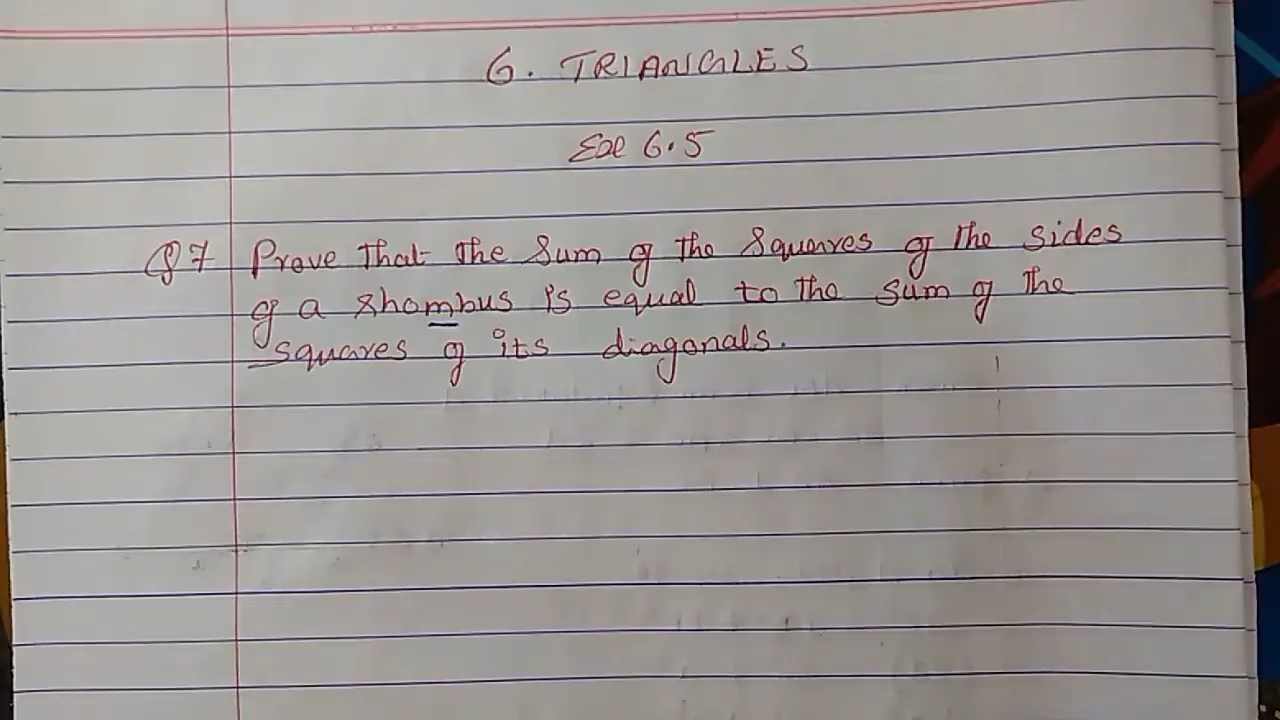 6. TRIANGLES
Exe 6.5
Q7 Prove that the Sum of the Squares of the sides
of a rhombus is equal to the sum of the
squares of its diagonals.